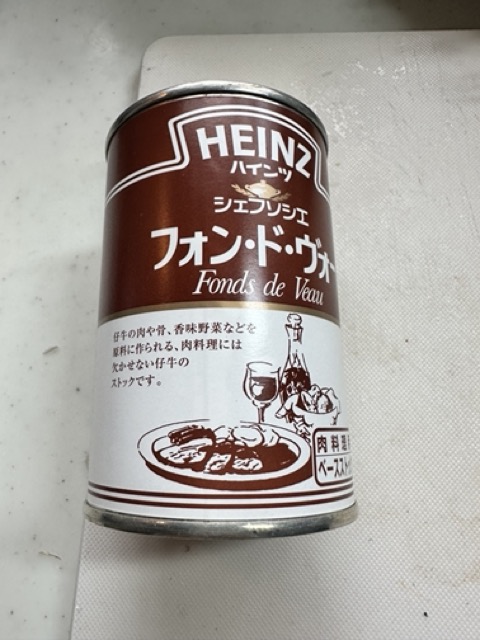 HEINZ
ハインツ
シェフソシエ
フォン・ド・ヴォー
Fonds de Veau
仔牛の肉や骨、香味野菜などを
原料に作られる、肉料理には
欠かせない仔牛の
ストックです。
肉料理
ベーススト